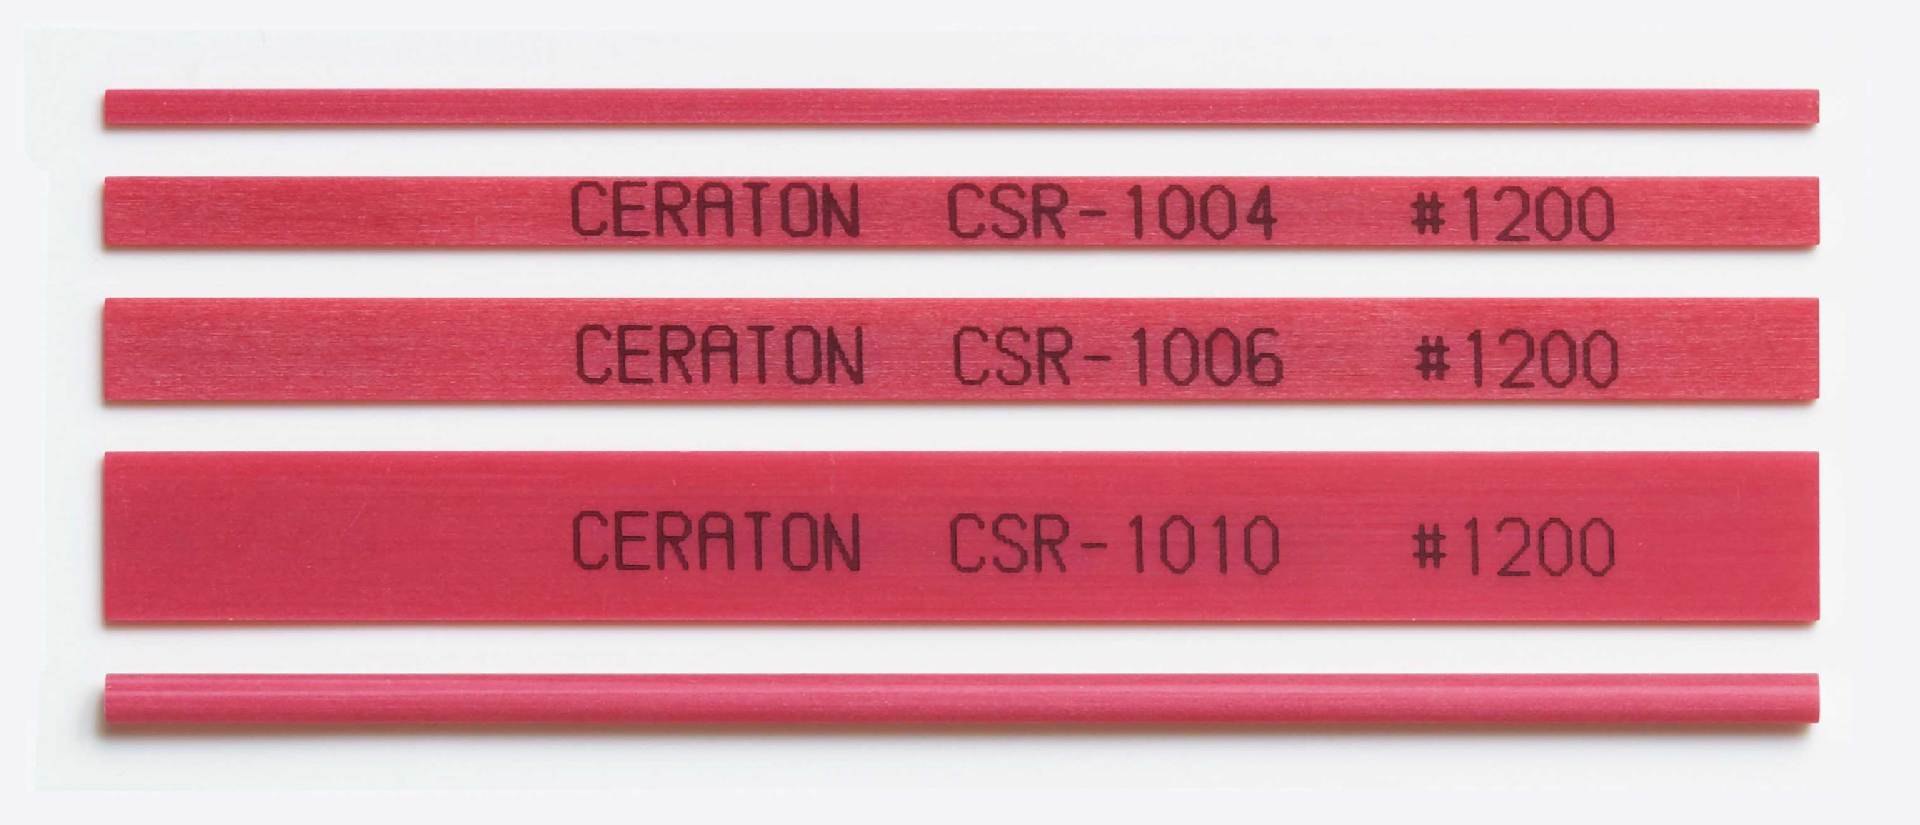 CERATON CSR-1004 #1200
CERATON CSR-1006 #1200
CERATON CSR-1010 #1200